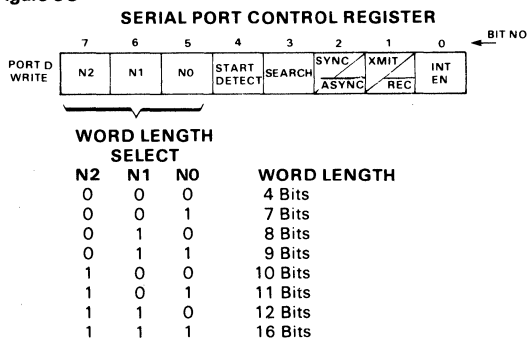 SERIAL PORT CONTROL REGISTER
7 6 5 4 3 2 1 0 BIT NO
PORT D WRITE
N2 N1 N0 START DETECT SEARCH SYNC / ASYNC XMIT / REC INT EN
WORD LENGTH
SELECT
N2 N1 N0 WORD LENGTH
0 0 0 4 Bits
0 0 1 7 Bits
0 1 0 8 Bits
0 1 1 9 Bits
1 0 0 10 Bits
1 0 1 11 Bits
1 1 0 12 Bits
1 1 1 16 Bits